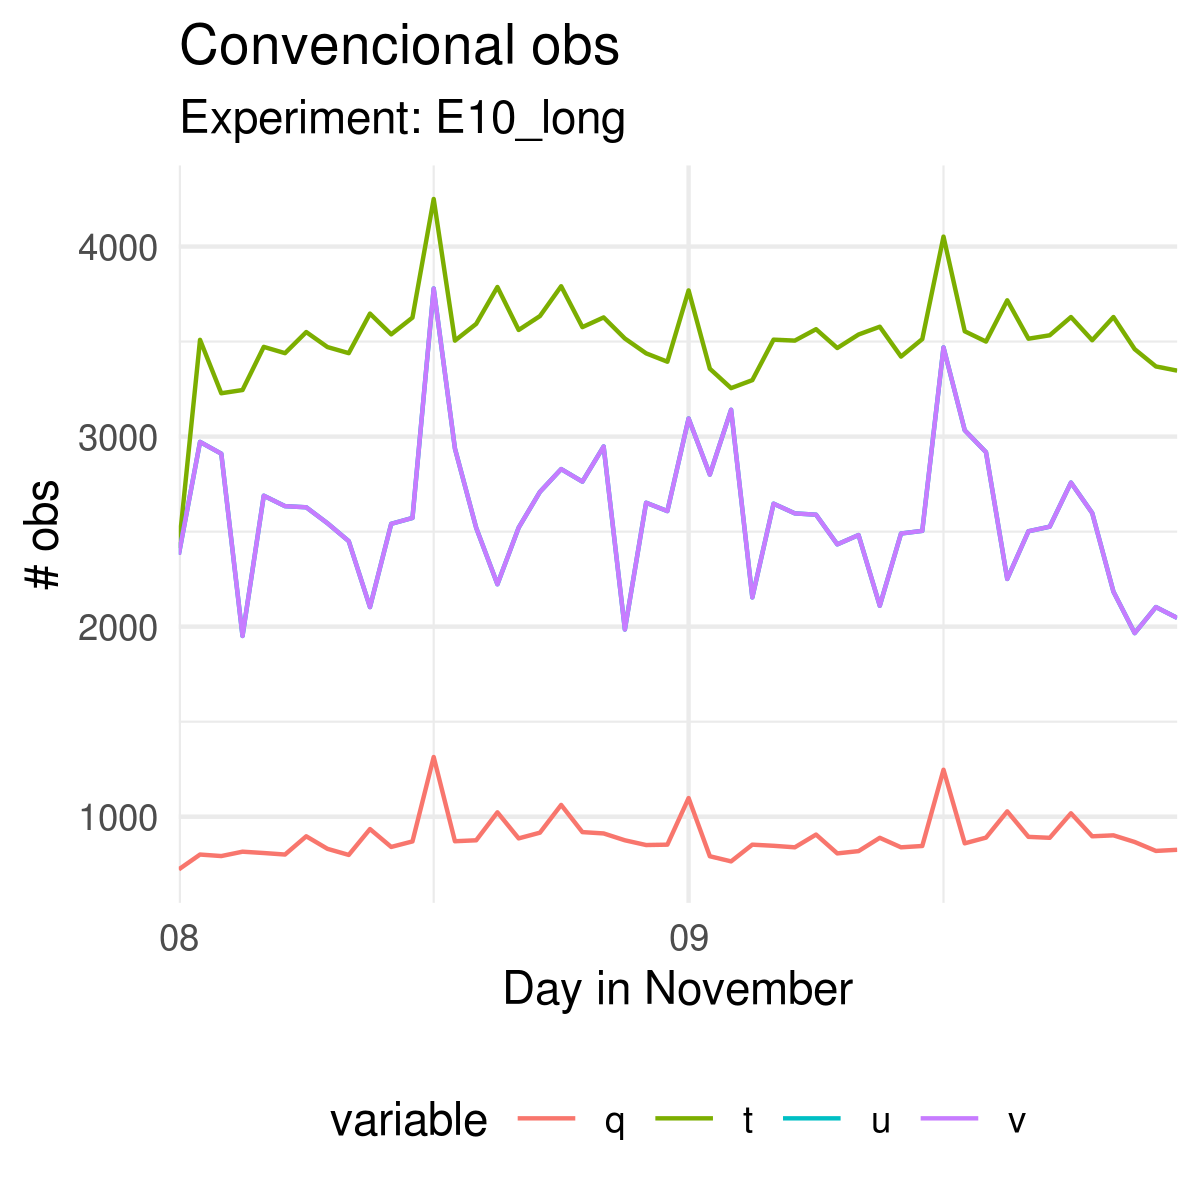 Convencional obs
Experiment: E10_long
# obs
4000
3000
2000
1000
08 09
Day in November
variable q t u v